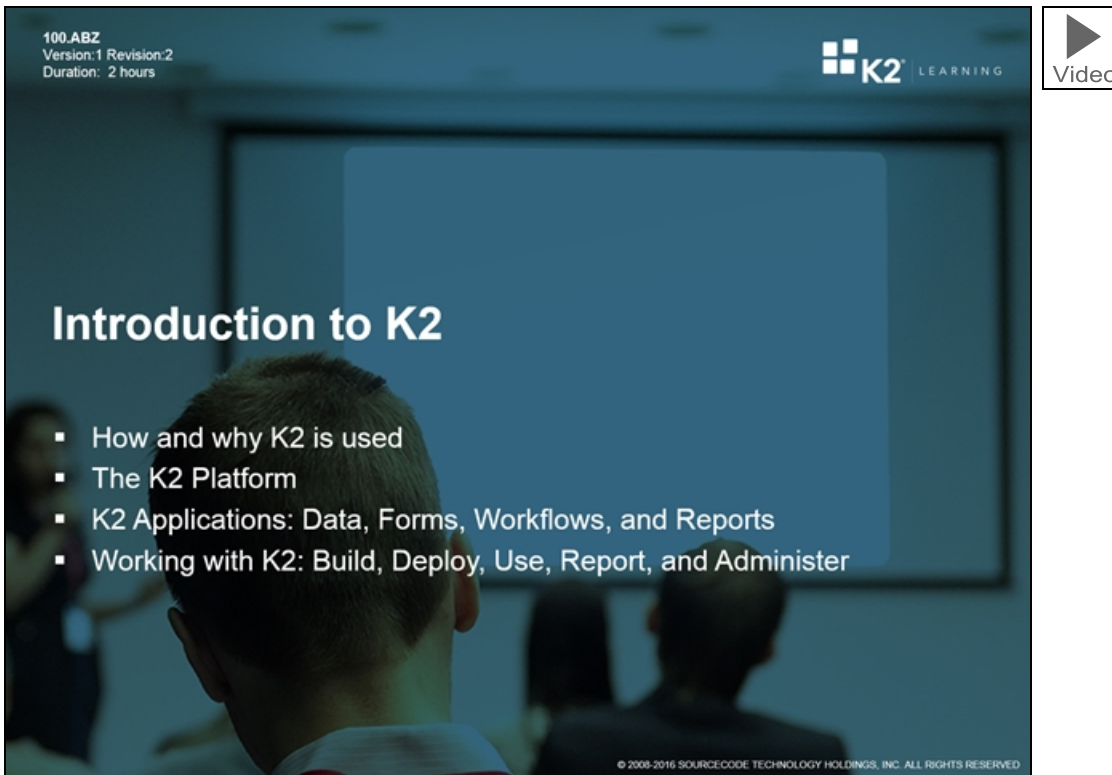 100.ABZ
Version:1 Revision:2
Duration: 2 hours
K2® LEARNING
Video
Introduction to K2
▪ How and why K2 is used
▪ The K2 Platform
▪ K2 Applications: Data, Forms, Workflows, and Reports
▪ Working with K2: Build, Deploy, Use, Report, and Administer
© 2008-2016 SOURCECODE TECHNOLOGY HOLDINGS, INC. ALL RIGHTS RESERVED